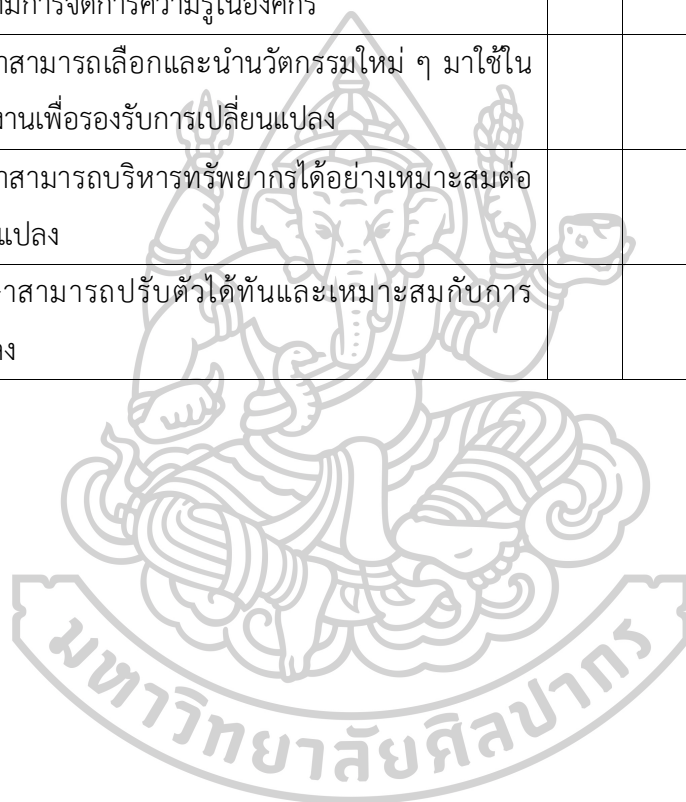 มีการจัดการความรู้ในองค์กร
สามารถเลือกและนำนวัตกรรมใหม่ ๆ มาใช้ใน
งานเพื่อรองรับการเปลี่ยนแปลง
สามารถบริหารทรัพยากรได้อย่างเหมาะสมต่อ
แปลง
สามารถปรับตัวได้ทันและเหมาะสมกับการ
มหาวิทยาลัยศิลปากร